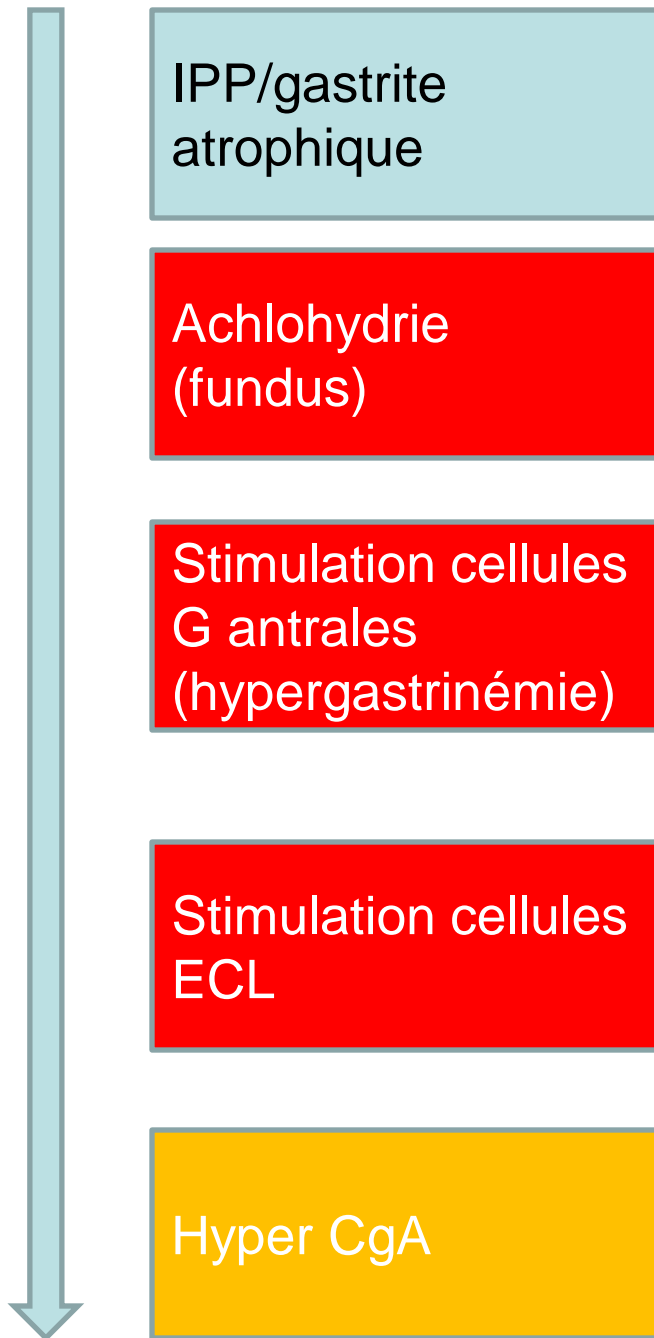 IPP/gastrite
atrophique
Achlohydrie
(fundus)
Stimulation cellules
G antrales
(hypergastrinémie)
Stimulation cellules
ECL
Hyper CgA